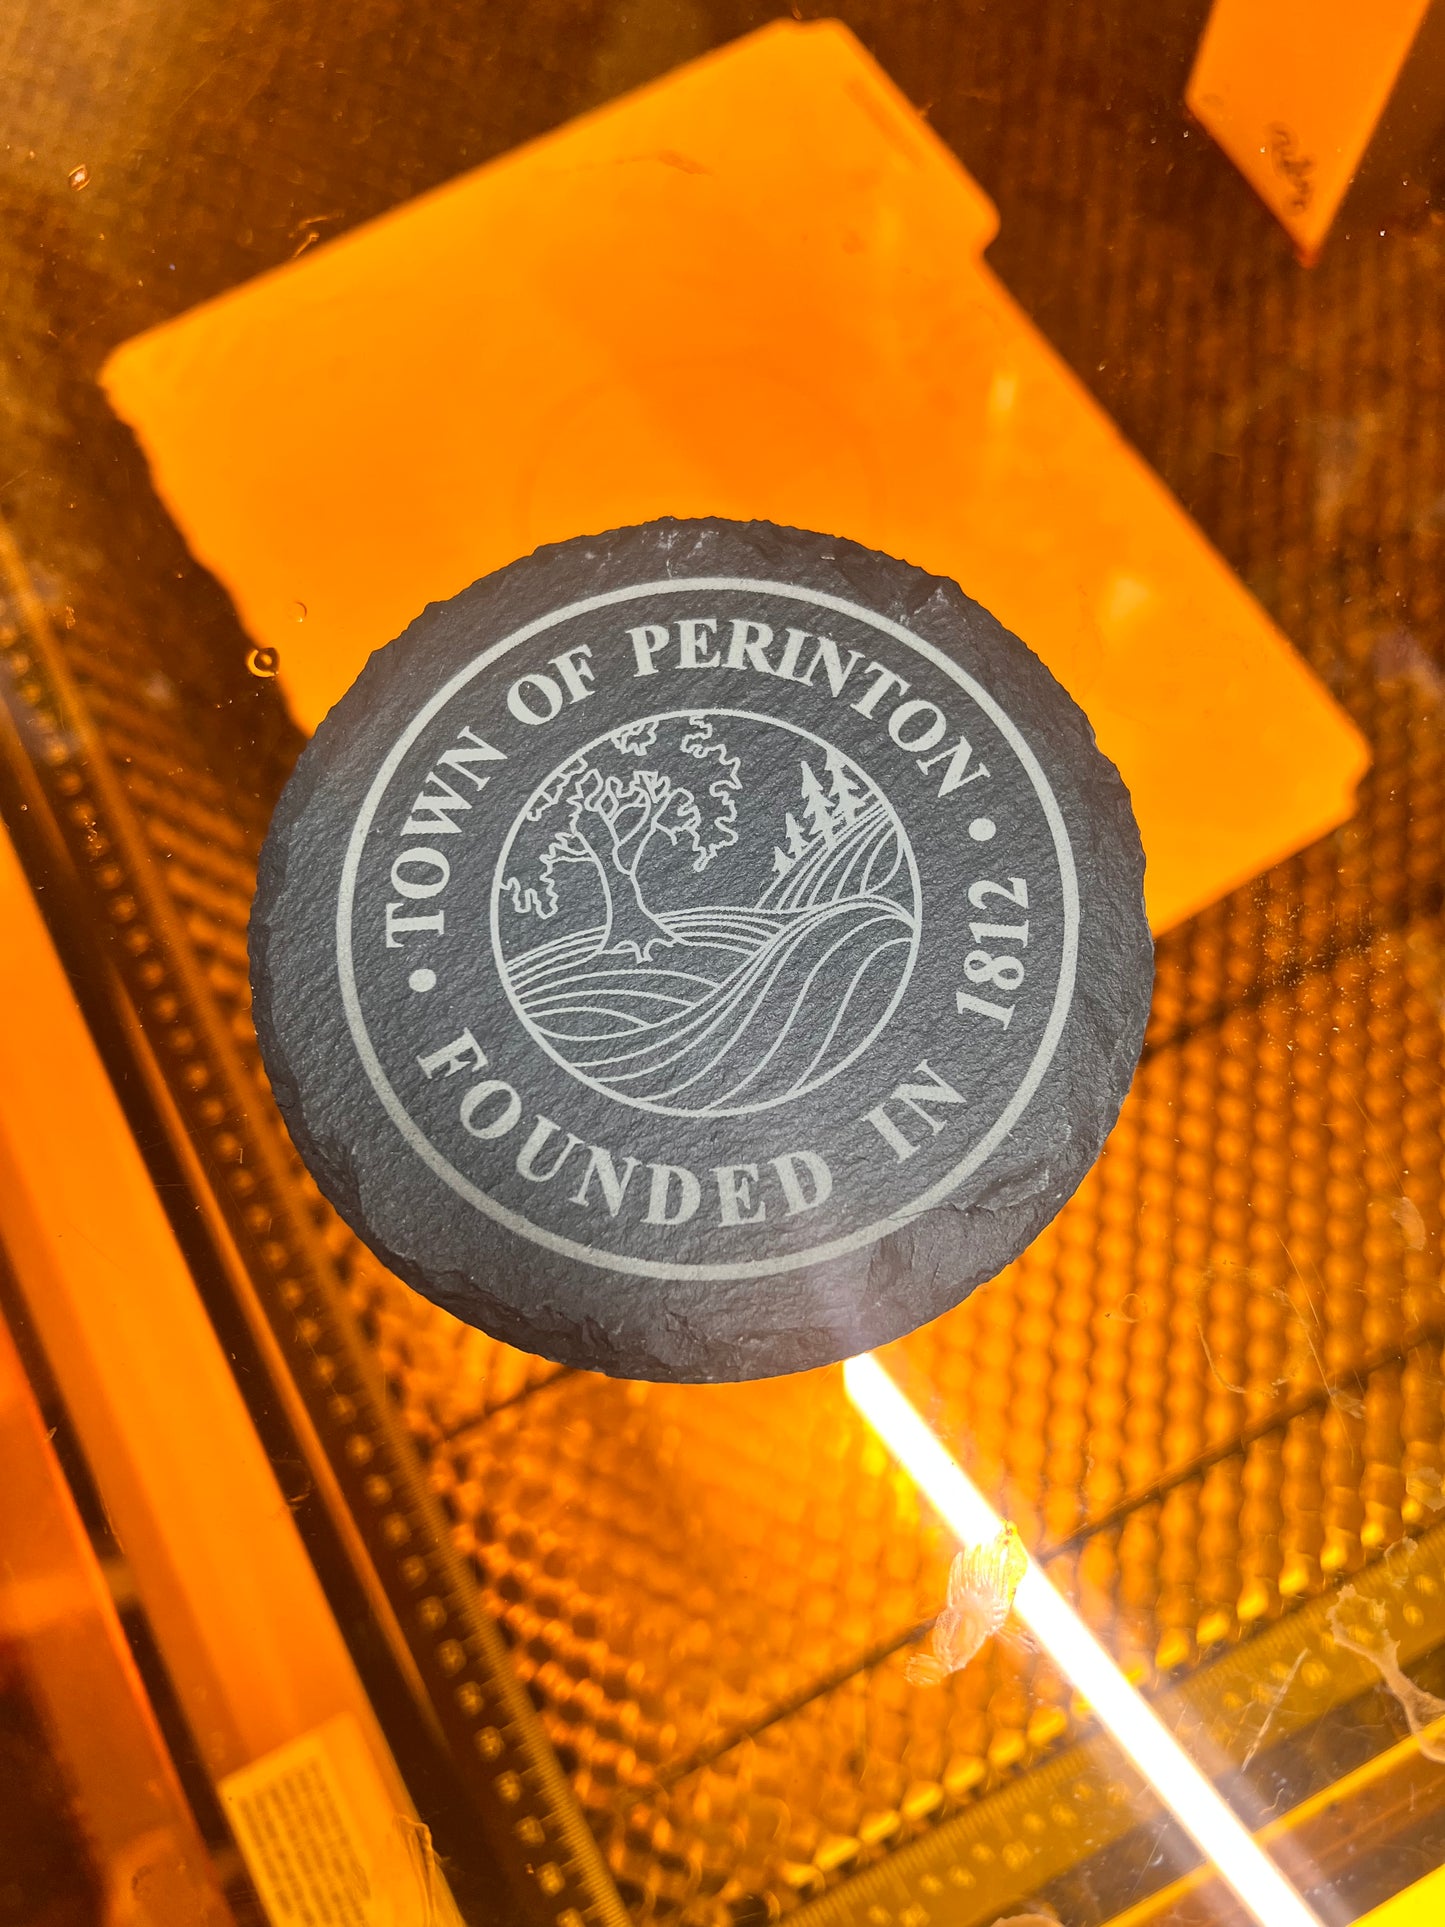 • TOWN OF PERINTON •
FOUNDED IN 1812